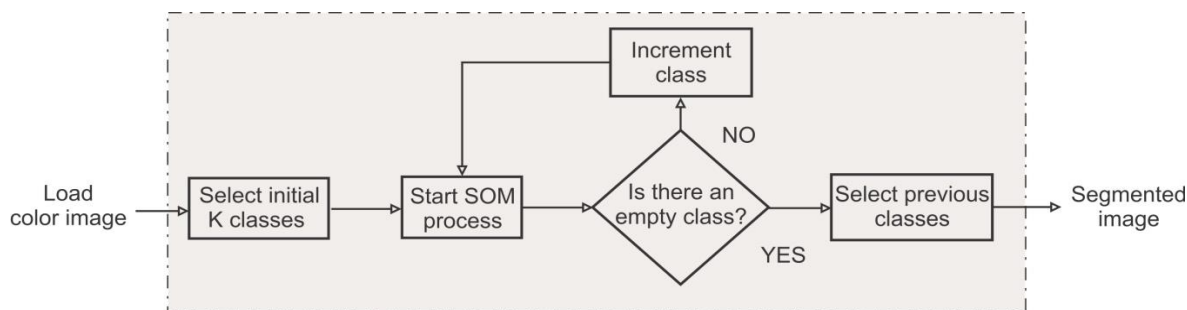 Increment
class
NO
Load
color image
Select initial
K classes
Start SOM
process
Is there an
empty class?
YES
Select previous
classes
Segmented
image